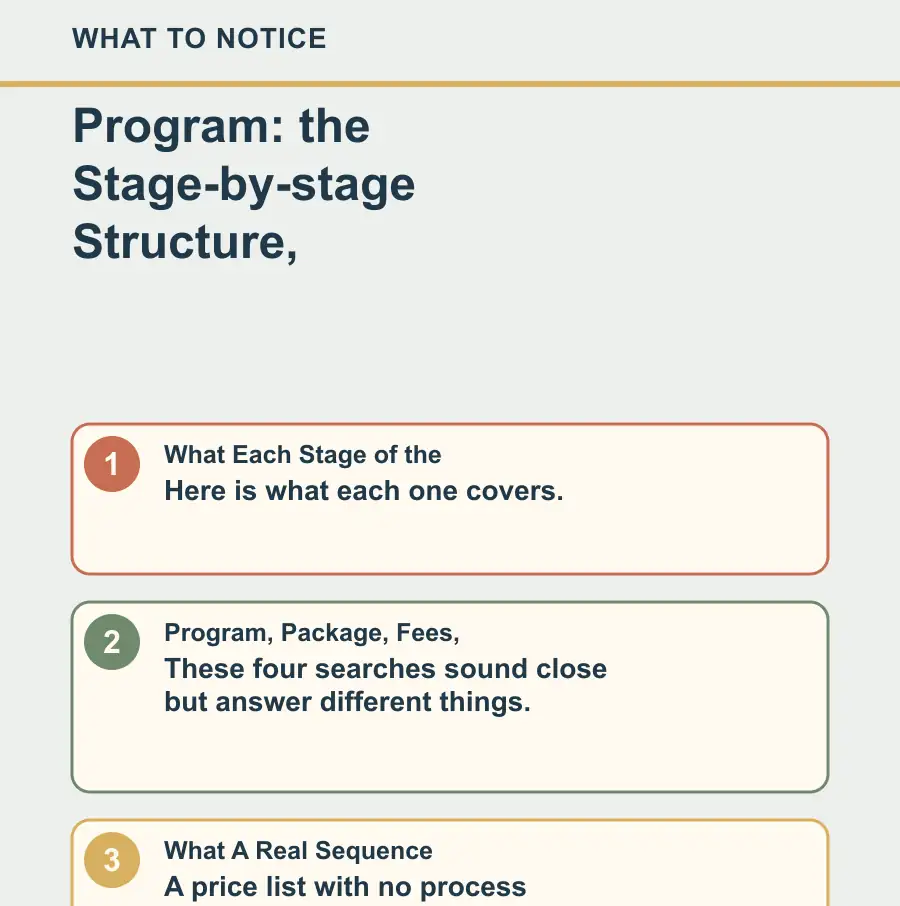 WHAT TO NOTICE
Program: the
Stage-by-stage
Structure,
1
What Each Stage of the
Here is what each one covers.
2
Program, Package, Fees,
These four searches sound close
but answer different things.
3
What A Real Sequence
A price list with no process